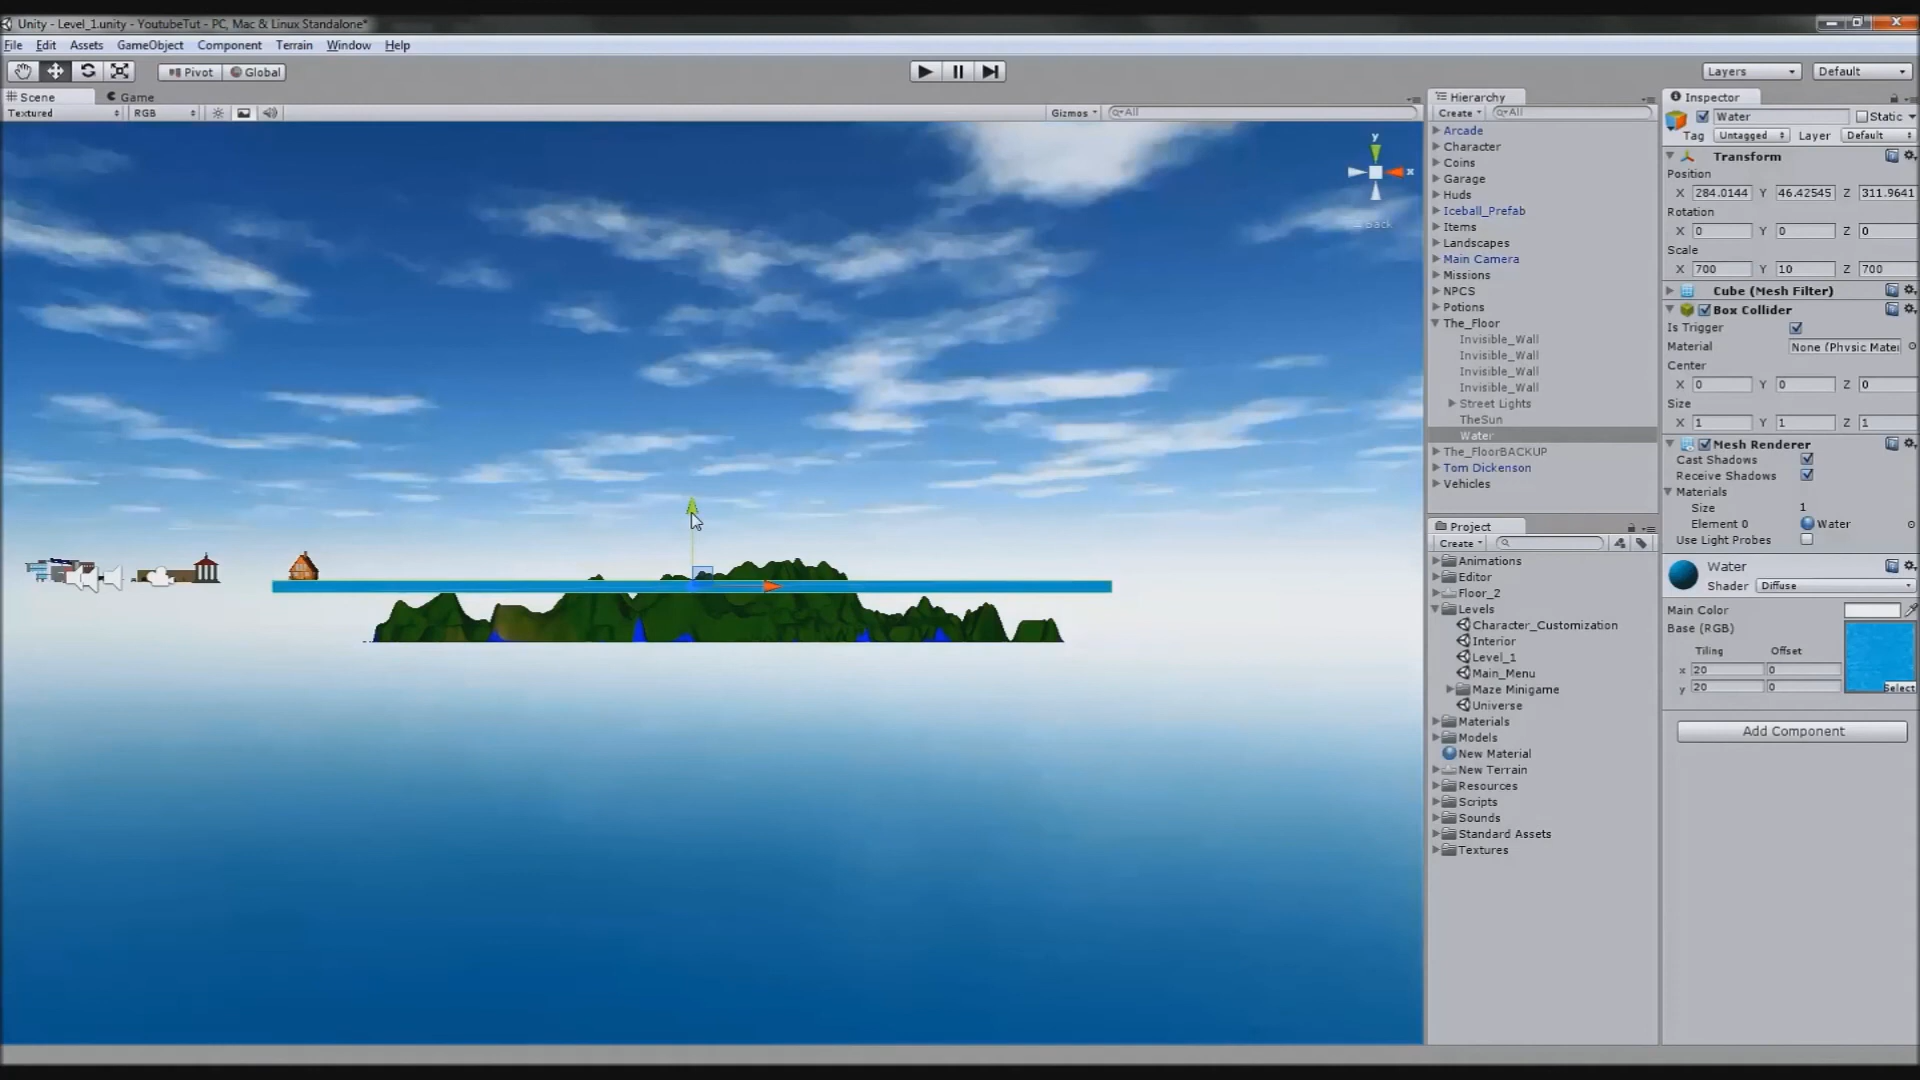 Unity - Level_1.unity - YoutubeTut - PC, Mac & Linux Standalone*
File Edit Assets GameObject Component Terrain Window Help
Pivot Global Layers Default
Scene Game
Textured RGB Gizmos All
y
x
Back
Hierarchy
Create All
Arcade
Character
Coins
Garage
Huds
Iceball_Prefab
Items
Landscapes
Main Camera
Missions
NPCS
Potions
The_Floor
Invisible_Wall
Invisible_Wall
Invisible_Wall
Invisible_Wall
Street Lights
TheSun
Water
The_FloorBACKUP
Tom Dickenson
Vehicles
Project
Create
Animations
Editor
Floor_2
Levels
Character_Customization
Interior
Level_1
Main_Menu
Maze Minigame
Universe
Materials
Models
New Material
New Terrain
Resources
Scripts
Sounds
Standard Assets
Textures
Inspector
Water Static
Tag Untagged Layer Default
Transform
Position
X 284.0144 Y 46.42545 Z 311.9641
Rotation
X 0 Y 0 Z 0
Scale
X 700 Y 10 Z 700
Cube (Mesh Filter)
Box Collider
Is Trigger
Material None (Physic Mater
Center
X 0 Y 0 Z 0
Size
X 1 Y 1 Z 1
Mesh Renderer
Cast Shadows
Receive Shadows
Materials
Size 1
Element 0 Water
Use Light Probes
Water
Shader Diffuse
Main Color
Base (RGB)
Tiling Offset
x 20 0
y 20 0
Select
Add Component